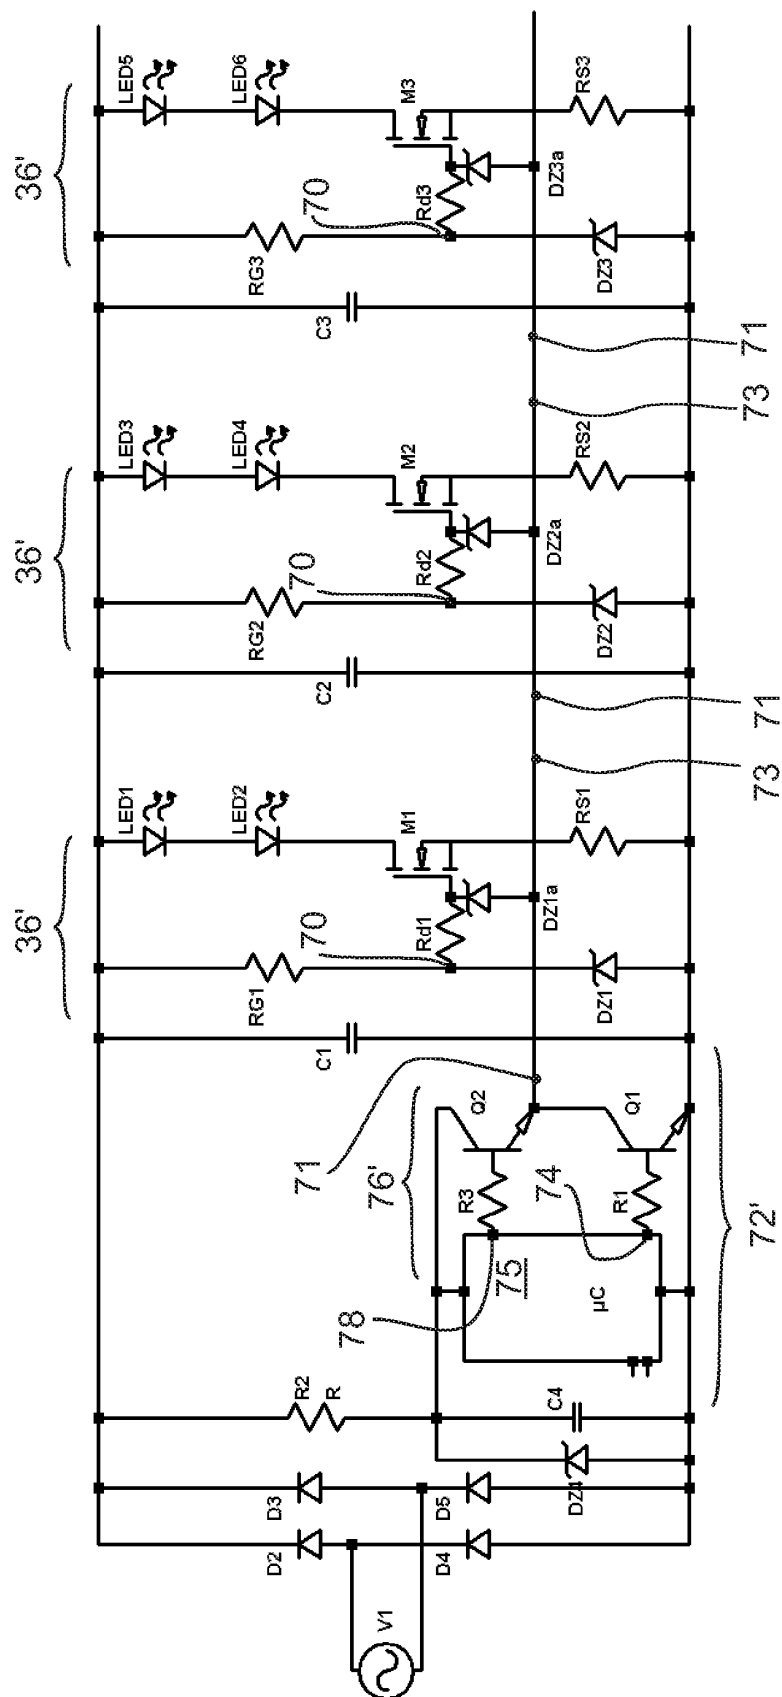 36'
36'
36'
LED1
LED3
LED5
LED2
LED4
LED6
D2
D3
R2
R
RG1
RG2
RG3
C1
C2
C3
70
70
70
M1
M2
M3
V1
D4
D5
76'
71
Q2
R3
Rd1
Rd2
Rd3
DZ1a
DZ2a
DZ3a
78
75
74
DZ4
C4
µC
R1
Q1
DZ1
RS1
DZ2
RS2
DZ3
RS3
72'
73
71
73
71